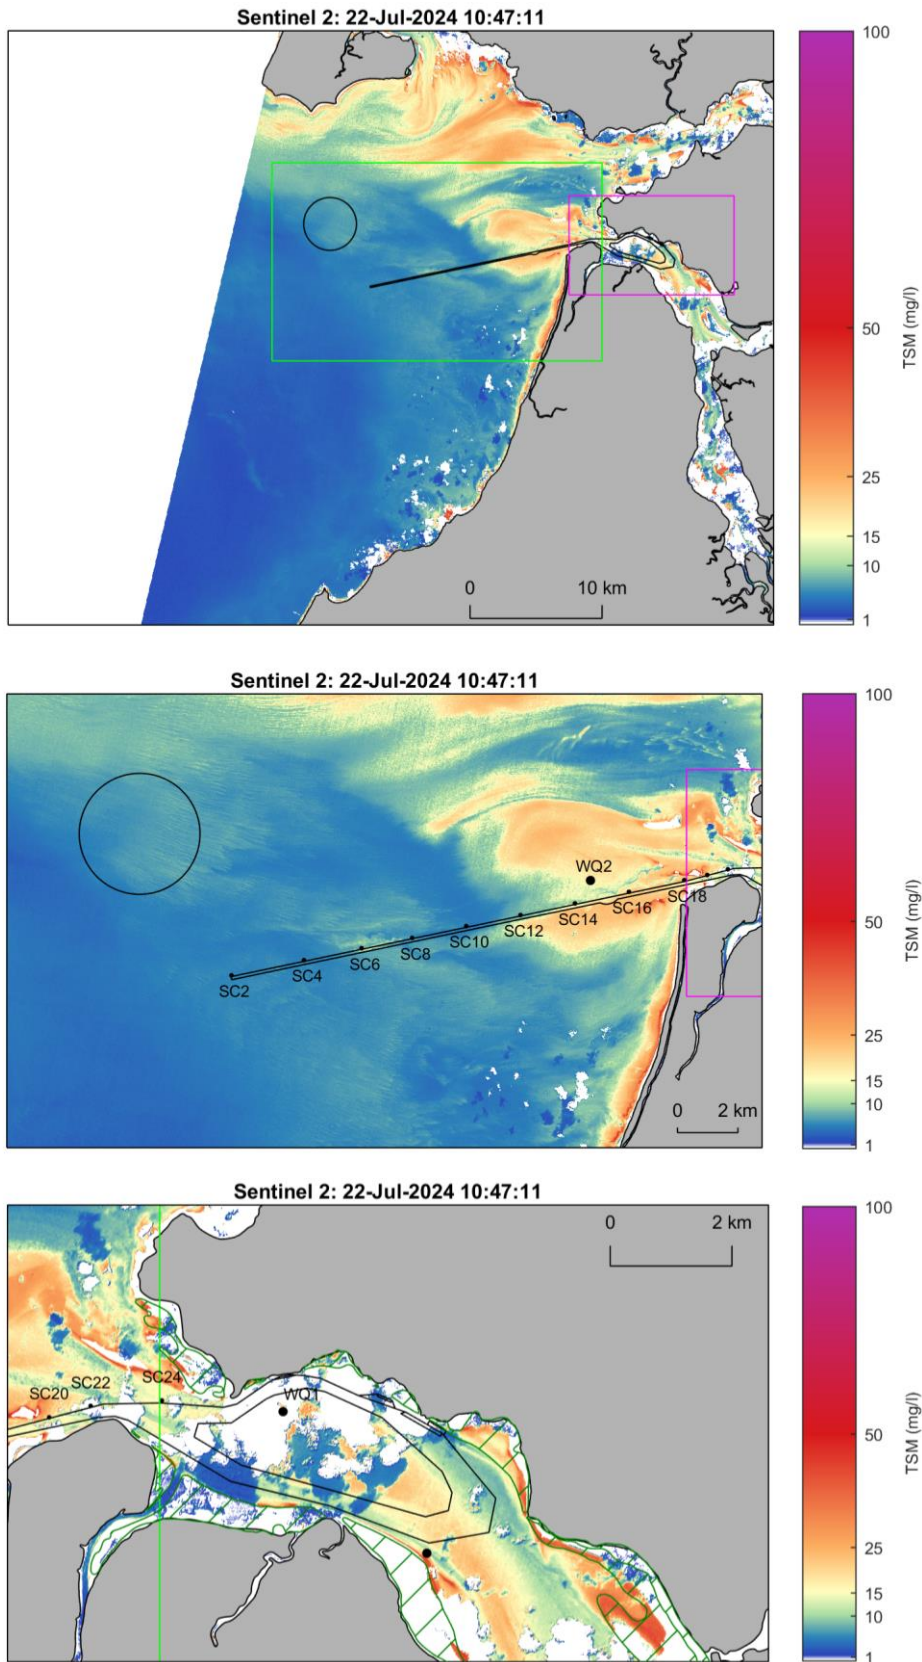 Sentinel 2: 22-Jul-2024 10:47:11
100
50
25
15
10
1
TSM (mg/l)
0 10 km
Sentinel 2: 22-Jul-2024 10:47:11
WQ2
SC18
SC16
SC14
SC12
SC10
SC8
SC6
SC4
SC2
0 2 km
100
50
25
15
10
1
TSM (mg/l)
Sentinel 2: 22-Jul-2024 10:47:11
0 2 km
SC24
SC22
SC20
WQ1
100
50
25
15
10
1
TSM (mg/l)